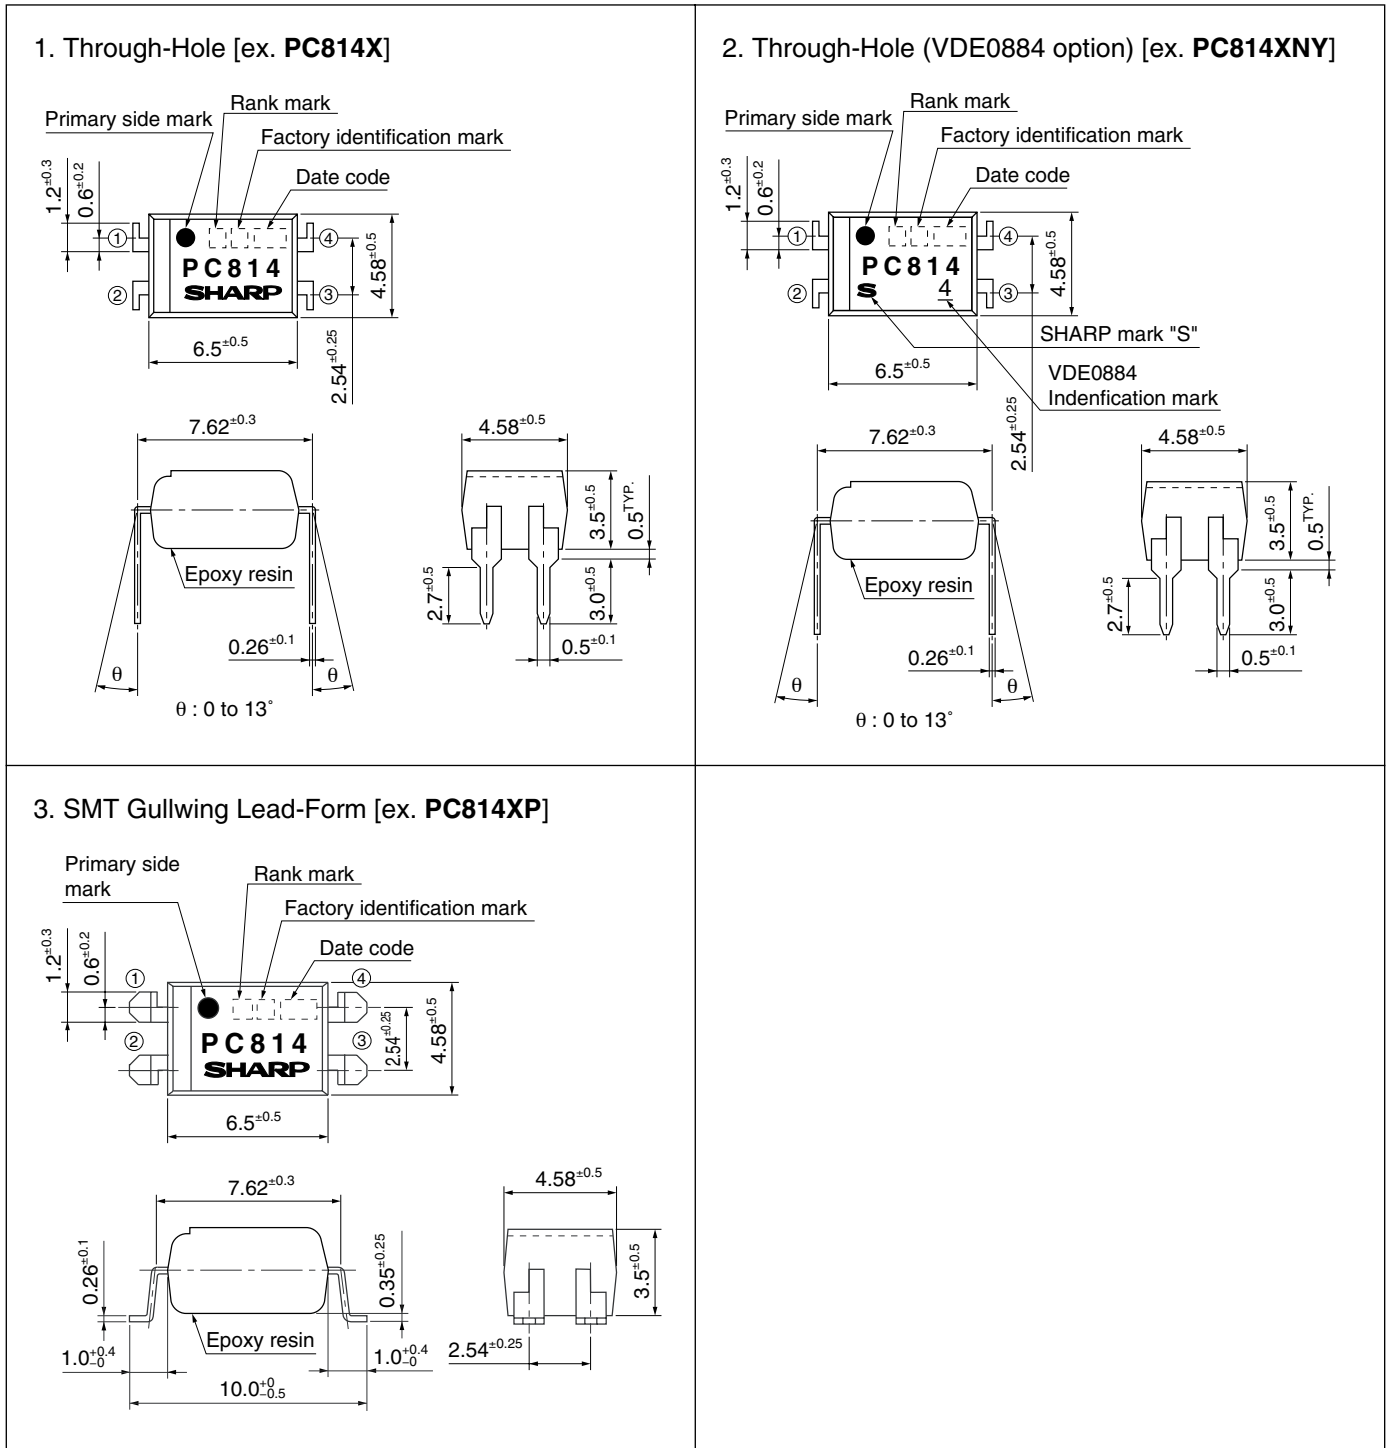 1. Through-Hole [ex. PC814X]
Rank mark
Primary side mark
Factory identification mark
Date code
1.2±0.3
0.6±0.2
① ④
PC814
② SHARP ③
4.58±0.5
6.5±0.5
2.54±0.25
7.62±0.3
4.58±0.5
Epoxy resin
3.5±0.5
0.5TYP.
2.7±0.5
3.0±0.5
0.26±0.1
0.5±0.1
θ θ
θ : 0 to 13˚
2. Through-Hole (VDE0884 option) [ex. PC814XNY]
Rank mark
Primary side mark
Factory identification mark
Date code
1.2±0.3
0.6±0.2
① ④
PC814
② S 4 ③
4.58±0.5
SHARP mark "S"
6.5±0.5
VDE0884
Indenfication mark
2.54±0.25
7.62±0.3
4.58±0.5
Epoxy resin
3.5±0.5
0.5TYP.
2.7±0.5
3.0±0.5
0.26±0.1
0.5±0.1
θ θ
θ : 0 to 13˚
3. SMT Gullwing Lead-Form [ex. PC814XP]
Primary side
mark
Rank mark
Factory identification mark
Date code
1.2±0.3
0.6±0.2
① ④
② ③
PC814
SHARP
2.54±0.25
4.58±0.5
6.5±0.5
7.62±0.3
4.58±0.5
0.26±0.1
0.35±0.25
3.5±0.5
Epoxy resin
1.0+0.4−0
1.0+0.4−0
2.54±0.25
10.0+0−0.5